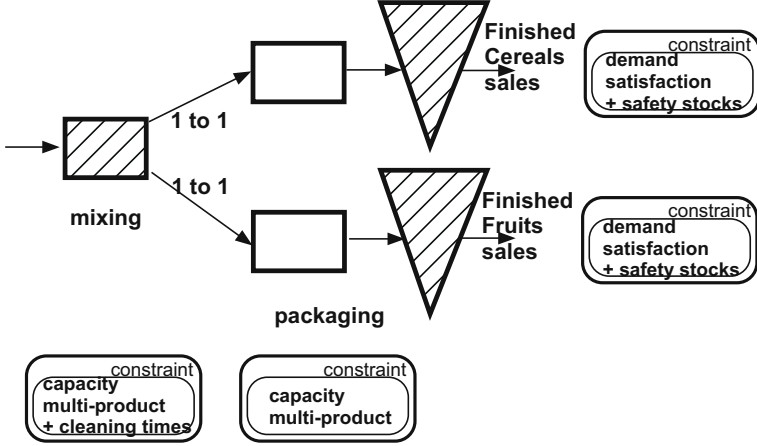 Finished
Cereals
sales
constraint
demand
satisfaction
+ safety stocks
1 to 1
1 to 1
mixing
Finished
Fruits
sales
constraint
demand
satisfaction
+ safety stocks
packaging
constraint
capacity
multi-product
+ cleaning times
constraint
capacity
multi-product